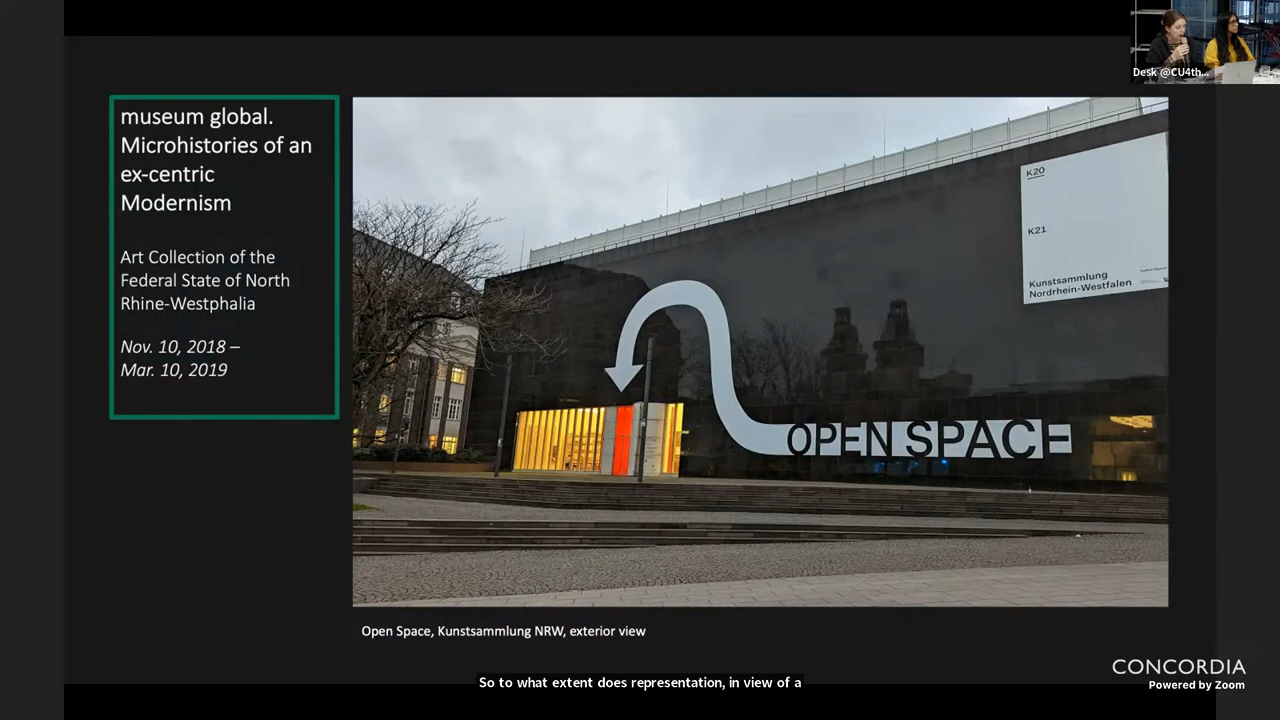 Desk @CU4th...
museum global.
Microhistories of an
ex-centric
Modernism
Art Collection of the
Federal State of North
Rhine-Westphalia
Nov. 10, 2018 –
Mar. 10, 2019
K20
K21
Kunstsammlung
Nordrhein-Westfalen
OPEN SPACE
Open Space, Kunstsammlung NRW, exterior view
So to what extent does representation, in view of a
CONCORDIA
Powered by Zoom